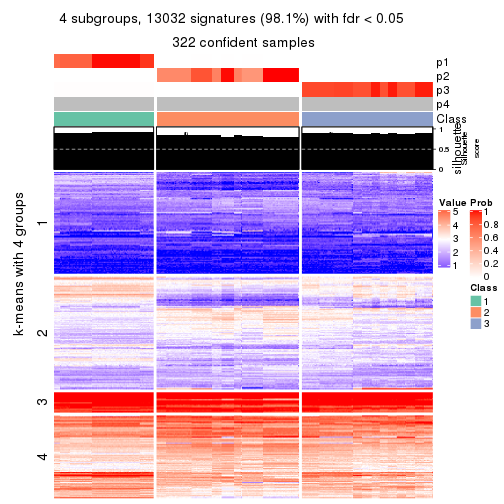 4 subgroups, 13032 signatures (98.1%) with fdr < 0.05
322 confident samples
p1
p2
p3
p4
Class
silhouette
Silhouette
score
1
0.5
0
k-means with 4 groups
1
2
3
4
Value
5
4
3
2
1
Prob
1
0.8
0.6
0.4
0.2
0
Class
1
2
3